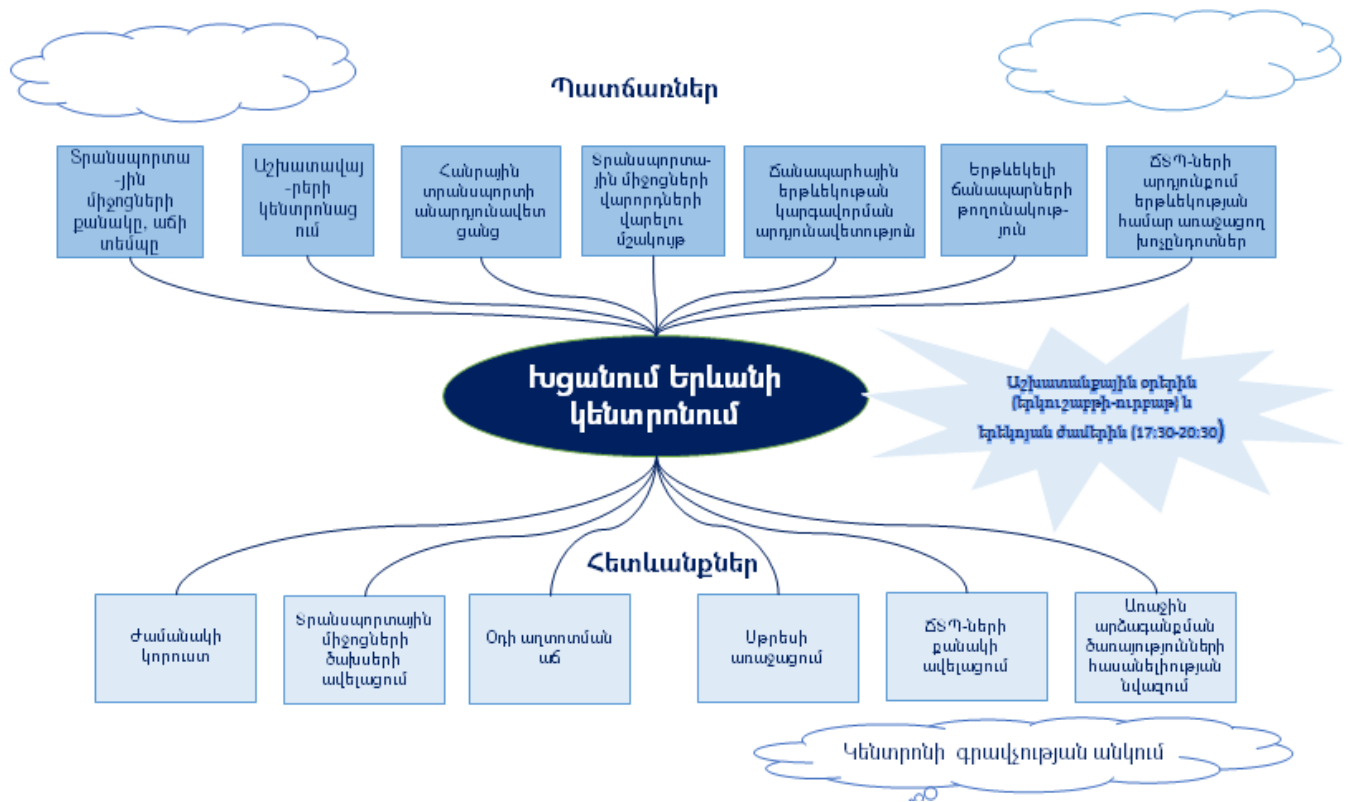 Պատճառներ
Տրանսպորտա
-յին
միջոցների
քանակը, աճի
տեմպը
Աշխատավայ
-րերի
կենտրոնաց
ում
Հանրային
տրանսպորտի
անարդյունավետ
ցանց
Տրանսպորտա-
յին միջոցների
վարորդների
վարելու
մշակույթ
Ճանապարհային
երթևեկութան
կարգավորման
արդյունավետություն
Երթևեկելի
ճանապարների
թողունակութ-
յուն
ՃՏՊ-ների
արդյունքում
երթևեկության
համար առաջացող
խոչընդոտներ
Խցանում Երևանի
կենտրոնում
Աշխատանքային օրերին
(երկուշաբթի-ուրբաթ) և
երեկոյան ժամերին (17:30-20:30)
Հետևանքներ
Ժամանակի
կորուստ
Տրանսպորտային
միջոցների
ծախսերի
ավելացում
Օդի աղտոտման
աճ
Սթրեսի
առաջացում
ՃՏՊ-ների
քանակի
ավելացում
Առաջին
արձագանքման
ծառայությունների
հասանելիության
նվազում
Կենտրոնի գրավչության անկում